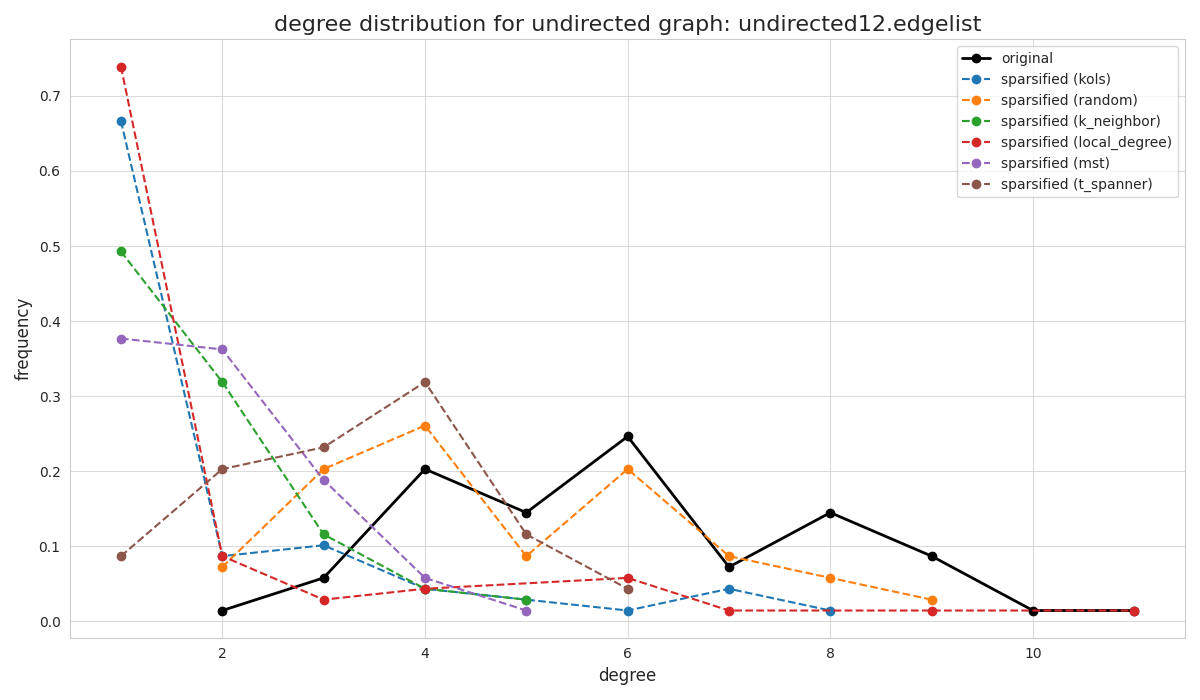 degree distribution for undirected graph: undirected12.edgelist
original
sparsified (kols)
sparsified (random)
sparsified (k_neighbor)
sparsified (local_degree)
sparsified (mst)
sparsified (t_spanner)
frequency
0.7
0.6
0.5
0.4
0.3
0.2
0.1
0.0
2 4 6 8 10
degree